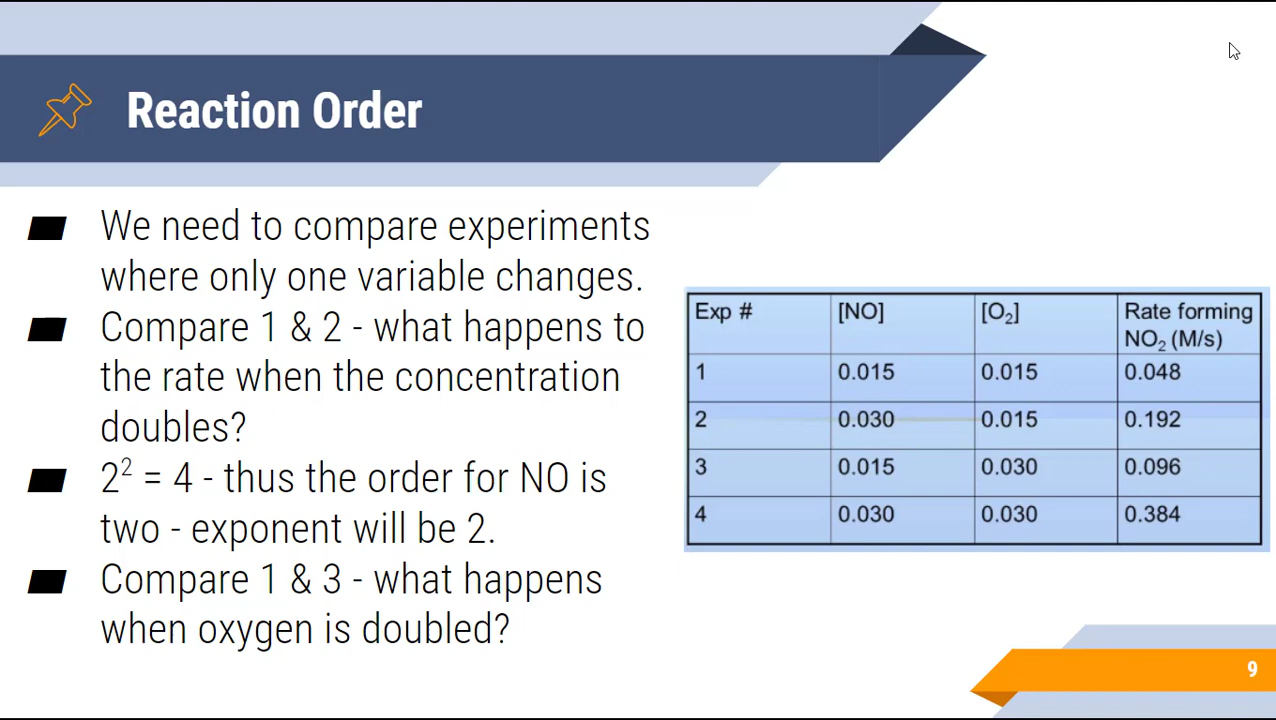 Reaction Order
We need to compare experiments
where only one variable changes.
Compare 1 & 2 - what happens to
the rate when the concentration
doubles?
2² = 4 - thus the order for NO is
two - exponent will be 2.
Compare 1 & 3 - what happens
when oxygen is doubled?
Exp # [NO] [O₂] Rate forming
NO₂ (M/s)
1 0.015 0.015 0.048
2 0.030 0.015 0.192
3 0.015 0.030 0.096
4 0.030 0.030 0.384
9